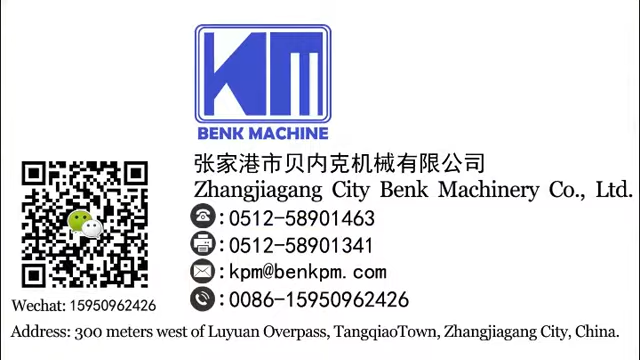 KM
BENK MACHINE
张家港市贝内克机械有限公司
Zhangjiagang City Benk Machinery Co., Ltd.
: 0512-58901463
: 0512-58901341
: kpm@benkpm.com
: 0086-15950962426
Wechat: 15950962426
Address: 300 meters west of Luyuan Overpass, TangqiaoTown, Zhangjiagang City, China.